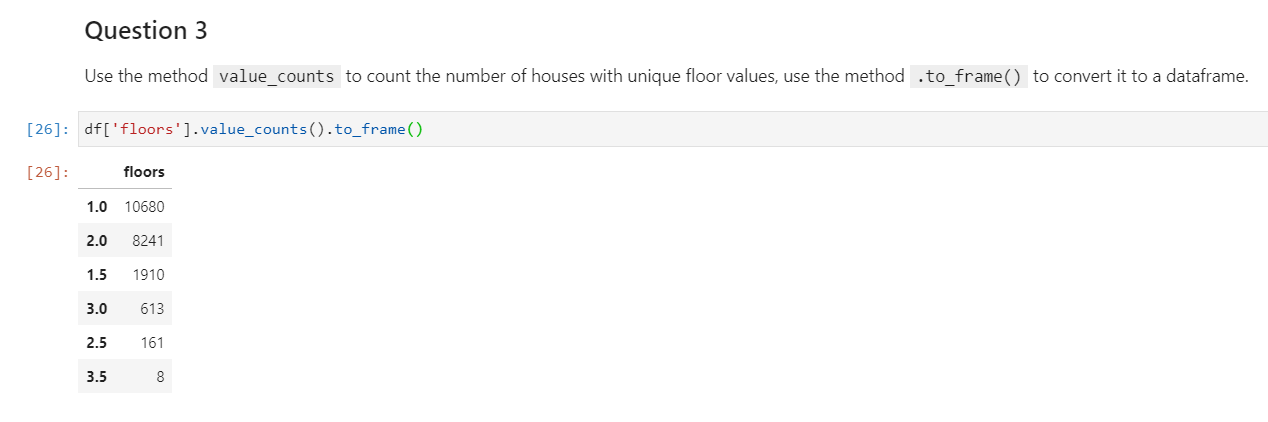 Question 3
Use the method value_counts to count the number of houses with unique floor values, use the method .to_frame() to convert it to a dataframe.
[26]: df['floors'].value_counts().to_frame()
[26]: floors
1.0 10680
2.0 8241
1.5 1910
3.0 613
2.5 161
3.5 8